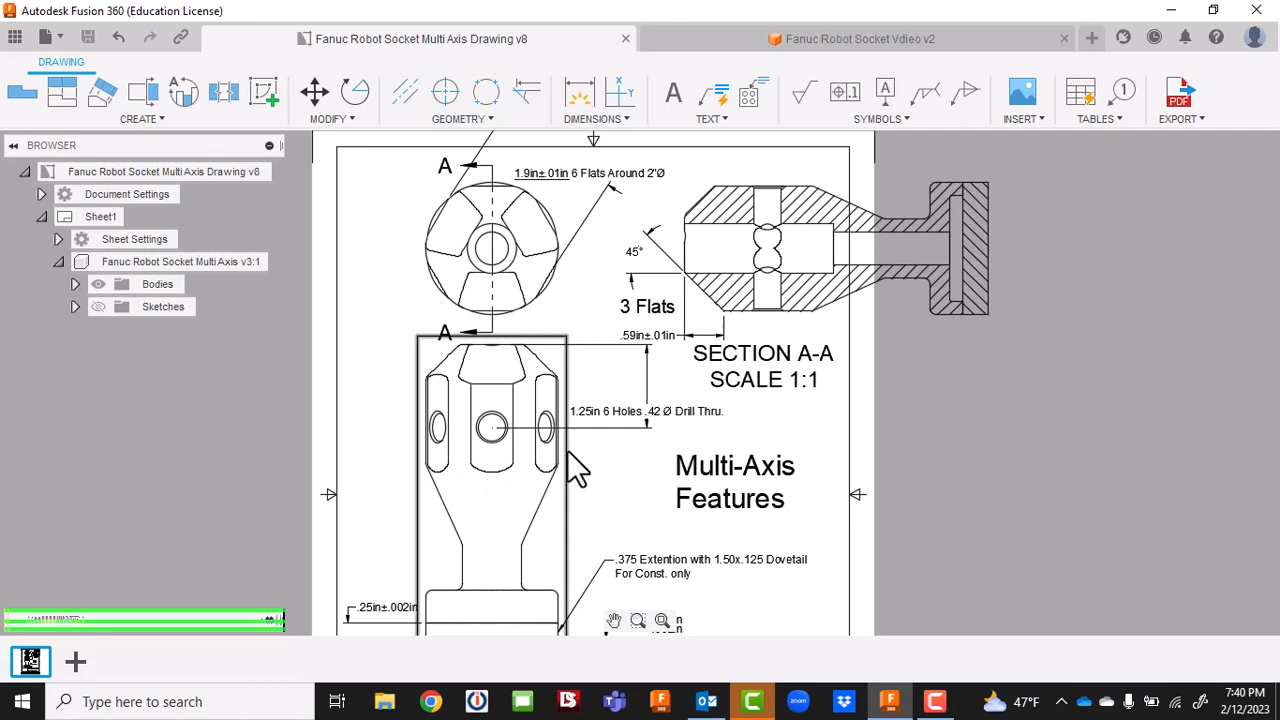 Autodesk Fusion 360 (Education License)
Fanuc Robot Socket Multi Axis Drawing v8
Fanuc Robot Socket Vdieo v2
DRAWING
CREATE
MODIFY
GEOMETRY
DIMENSIONS
TEXT
SYMBOLS
INSERT
TABLES
EXPORT
BROWSER
Fanuc Robot Socket Multi Axis Drawing v8
Document Settings
Sheet1
Sheet Settings
Fanuc Robot Socket Multi Axis v3:1
Bodies
Sketches
A
1.9in±.01in 6 Flats Around 2"Ø
45°
3 Flats
A
.59in±.01in
SECTION A-A
SCALE 1:1
1.25in 6 Holes .42 Ø Drill Thru.
Multi-Axis
Features
.375 Extention with 1.50x.125 Dovetail
For Const. only
.25in±.002in
Type here to search
47°F
7:40 PM
2/12/2023